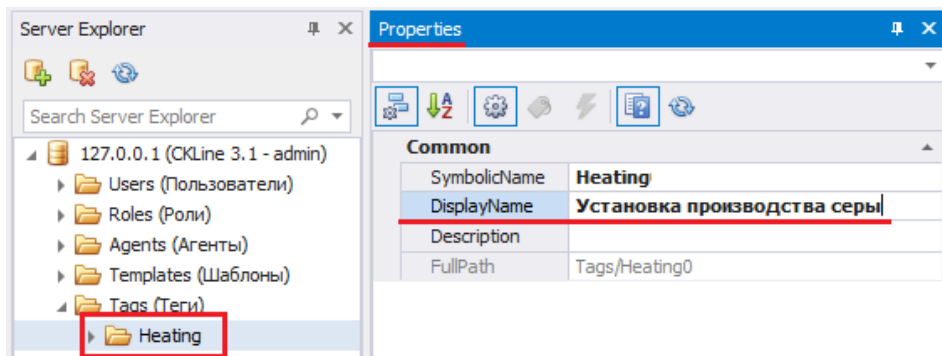 Server Explorer
Search Server Explorer
127.0.0.1 (CKLine 3.1 - admin)
Users (Пользователи)
Roles (Роли)
Agents (Агенты)
Templates (Шаблоны)
Tags (Теги)
Heating
Properties
Common
SymbolicName Heating
DisplayName Установка производства серы
Description
FullPath Tags/Heating0